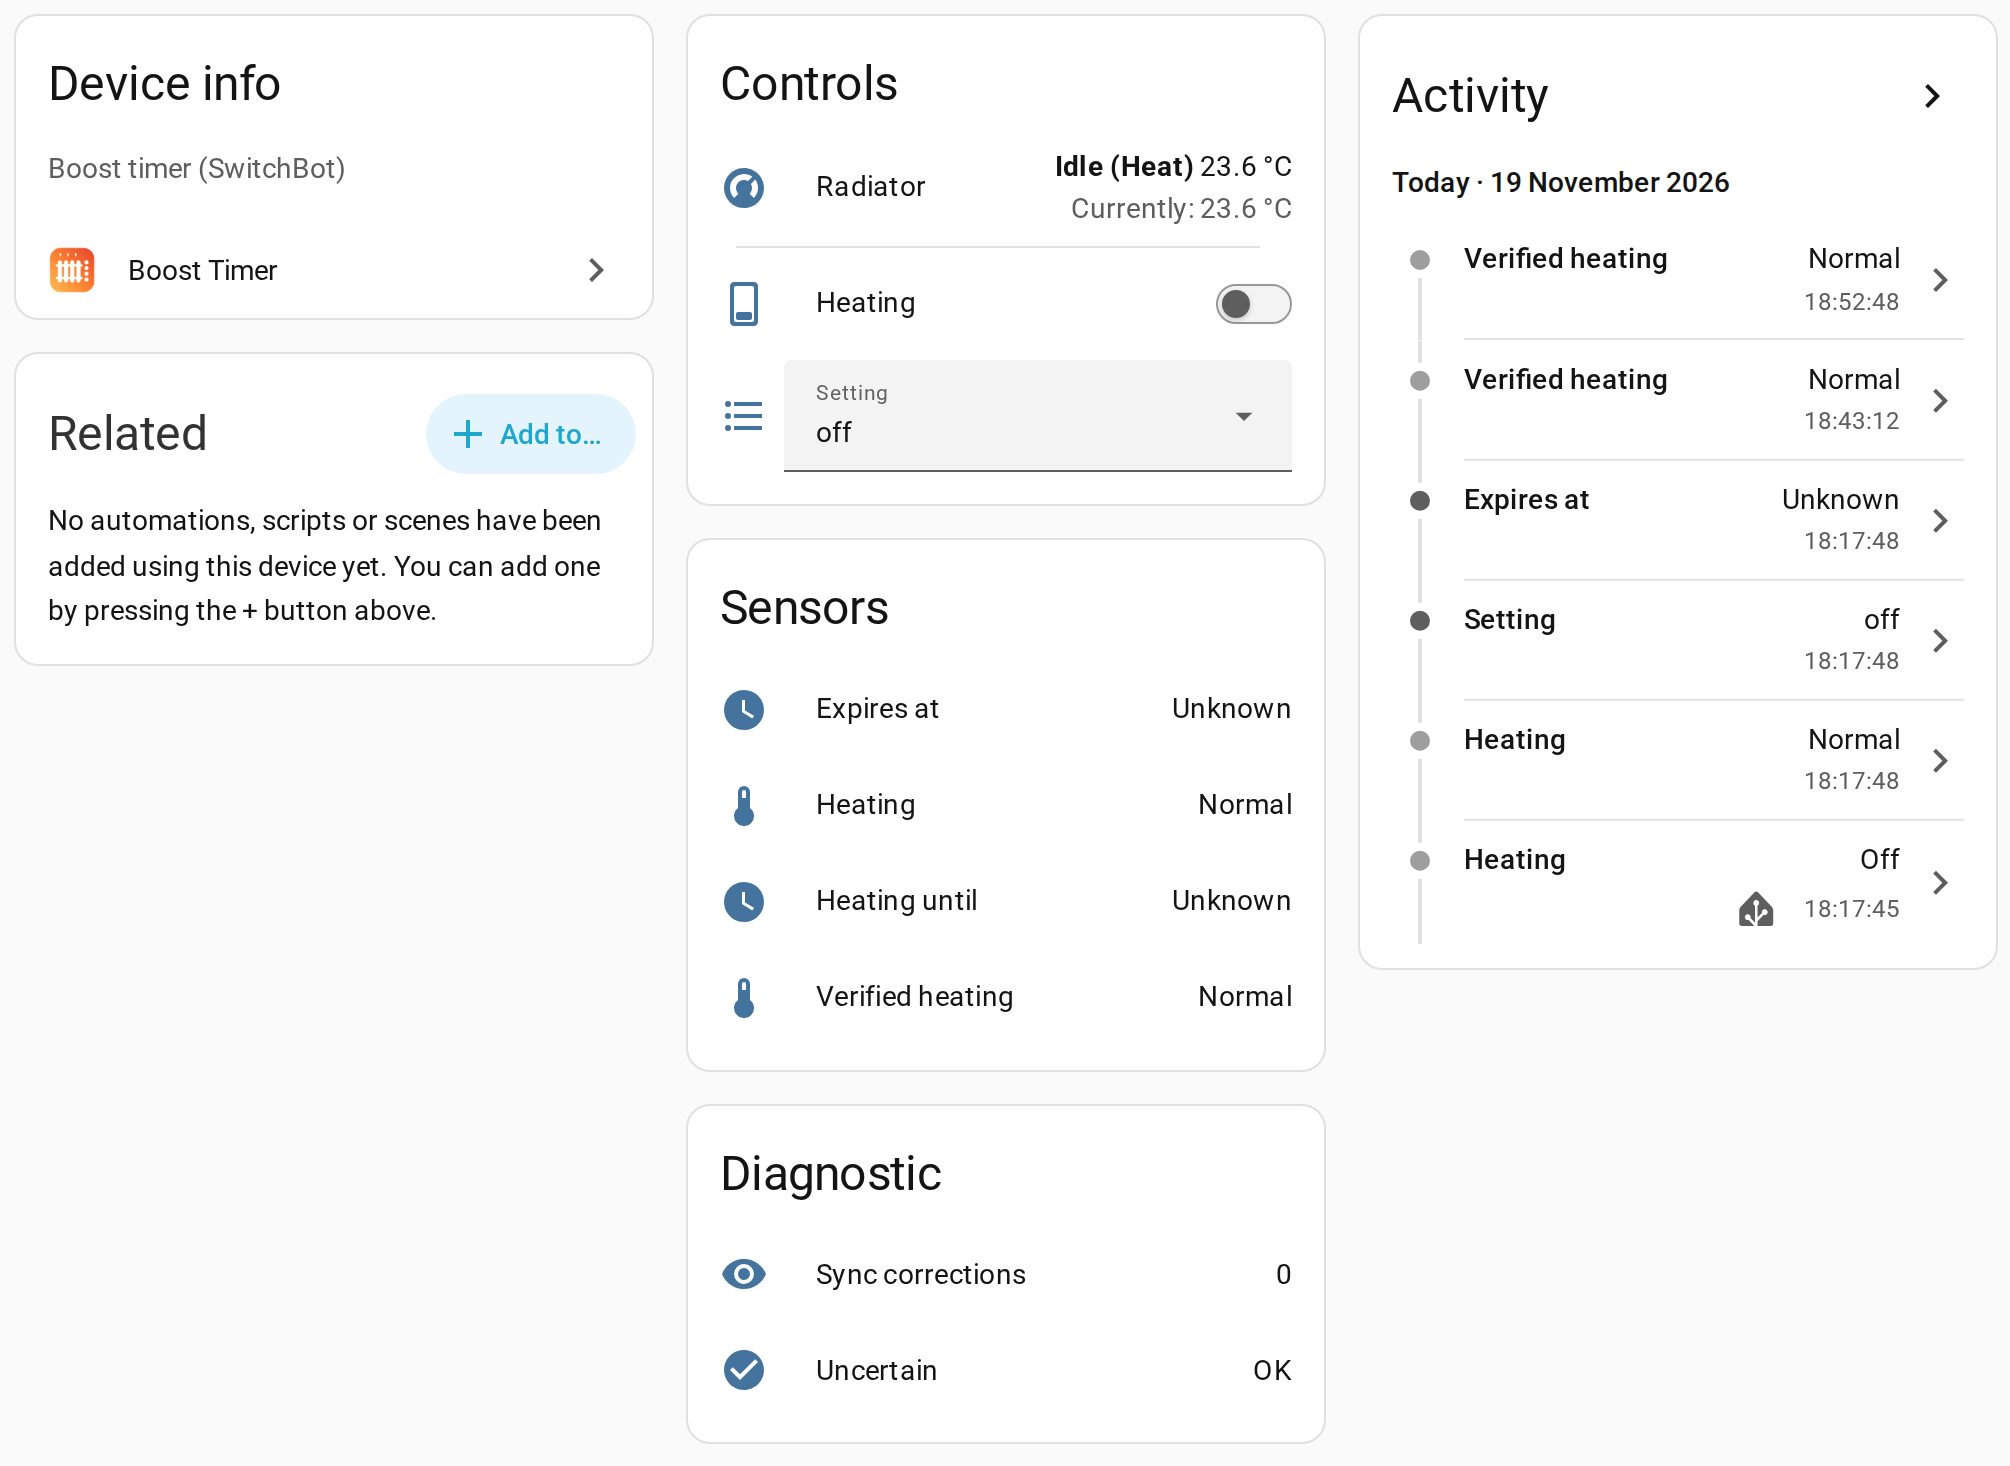 Device info
Boost timer (SwitchBot)
Boost Timer
Related
Add to...
No automations, scripts or scenes have been
added using this device yet. You can add one
by pressing the + button above.
Controls
Radiator
Idle (Heat) 23.6 °C
Currently: 23.6 °C
Heating
Setting
off
Sensors
Expires at Unknown
Heating Normal
Heating until Unknown
Verified heating Normal
Diagnostic
Sync corrections 0
Uncertain OK
Activity
Today · 19 November 2026
Verified heating Normal
18:52:48
Verified heating Normal
18:43:12
Expires at Unknown
18:17:48
Setting off
18:17:48
Heating Normal
18:17:48
Heating Off
18:17:45